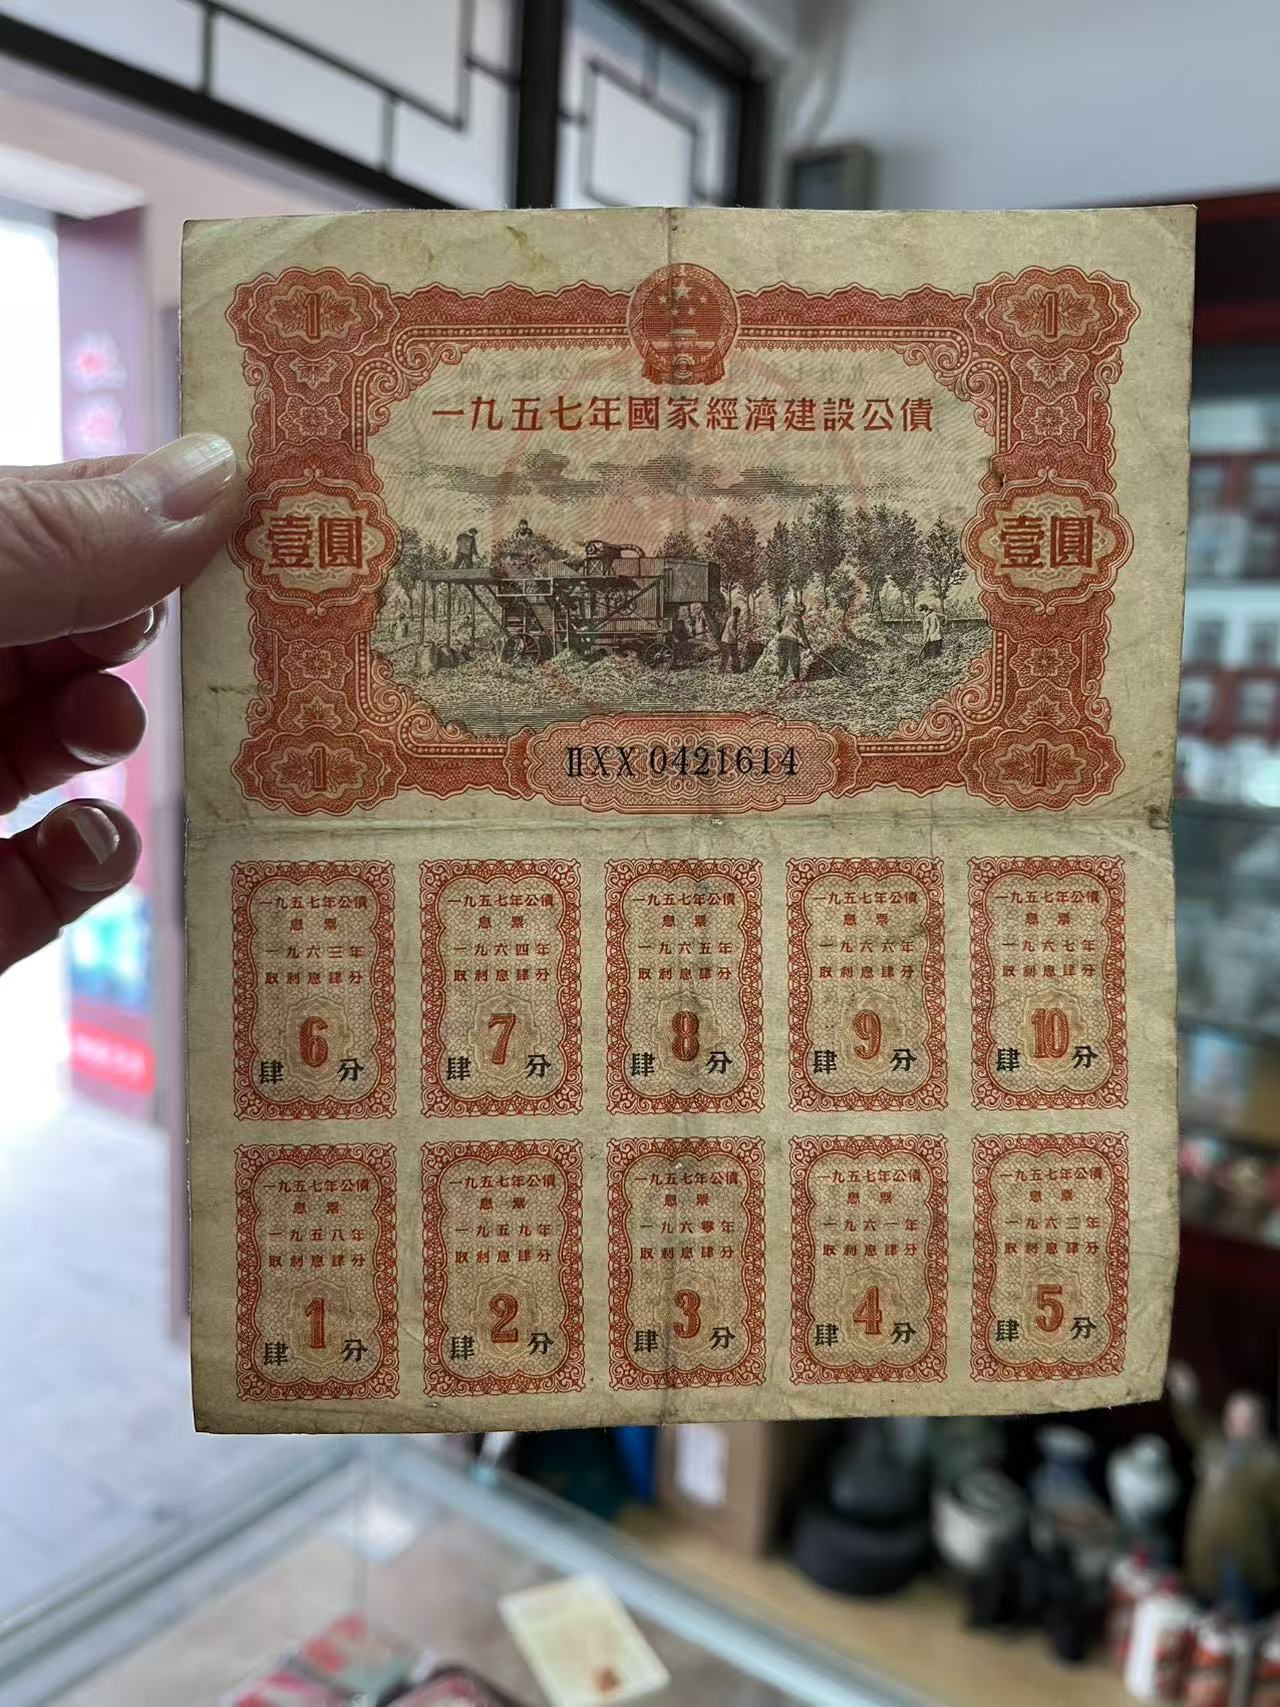 1
1
一九五七年國家經濟建設公債
壹圓
壹圓
1
ⅡXX 0421614
1
一九五七年公債
息票
一九六三年
取利息肆分
6
肆 分
一九五七年公債
息票
一九六四年
取利息肆分
7
肆 分
一九五七年公債
息票
一九六五年
取利息肆分
8
肆 分
一九五七年公債
息票
一九六六年
取利息肆分
9
肆 分
一九五七年公債
息票
一九六七年
取利息肆分
10
肆 分
一九五七年公債
息票
一九五八年
取利息肆分
1
肆 分
一九五七年公債
息票
一九五九年
取利息肆分
2
肆 分
一九五七年公債
息票
一九六零年
取利息肆分
3
肆 分
一九五七年公債
息票
一九六一年
取利息肆分
4
肆 分
一九五七年公債
息票
一九六二年
取利息肆分
5
肆 分